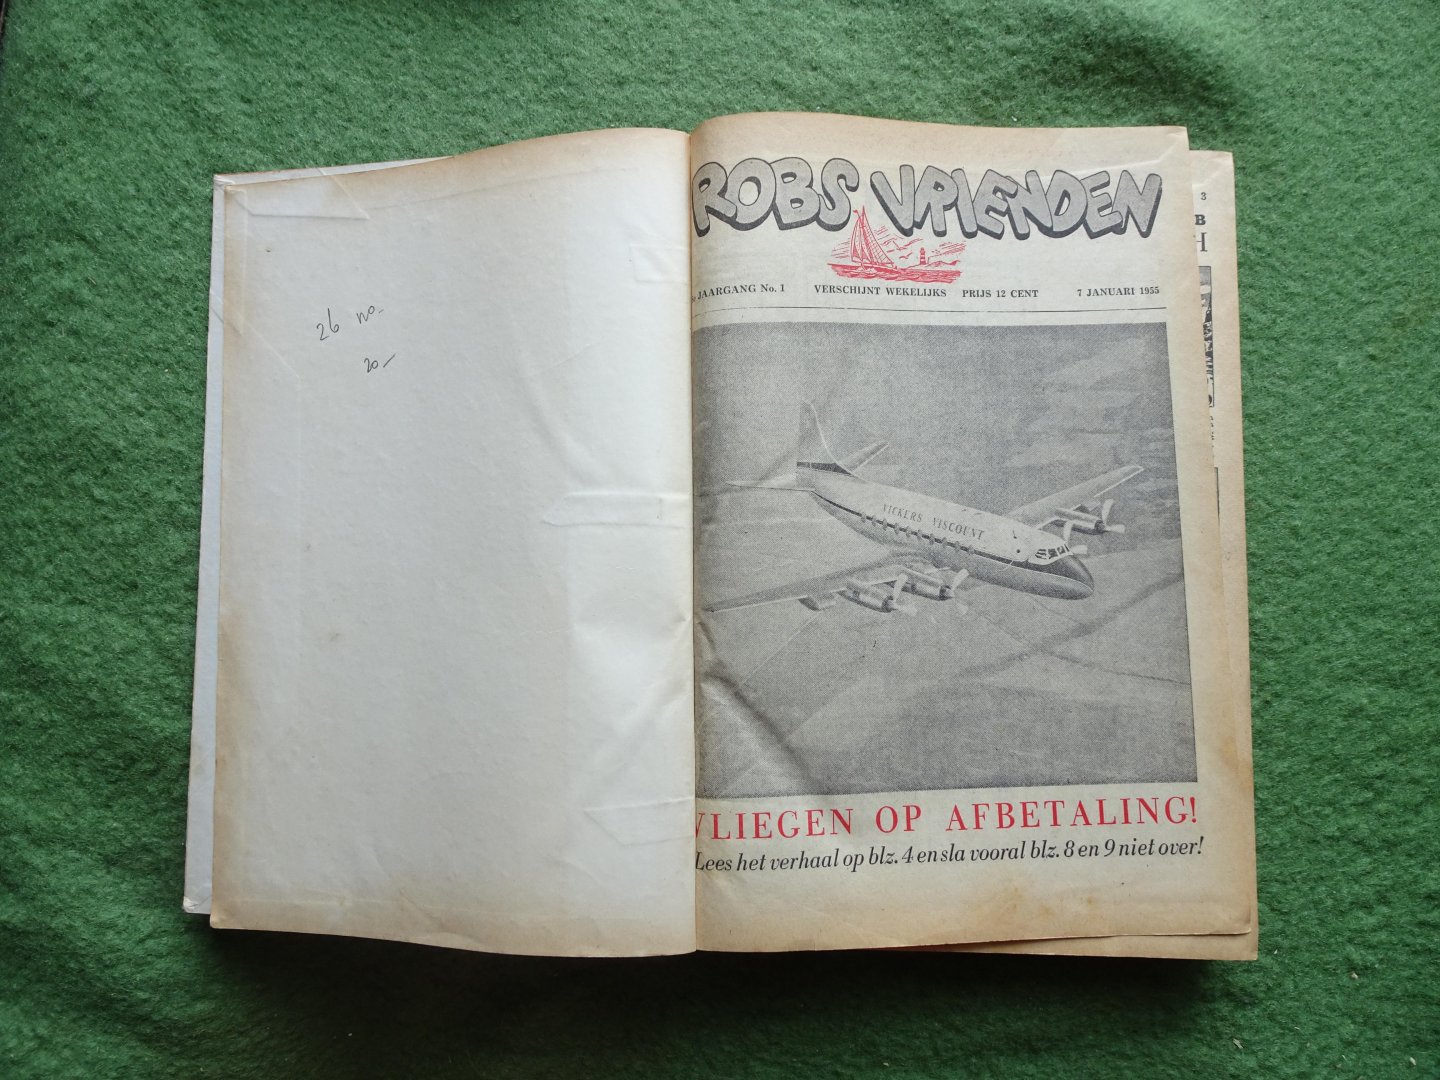 26 no.
20-
ROBS VRIENDEN
JAARGANG No. 1 VERSCHIJNT WEKELIJKS PRIJS 12 CENT 7 JANUARI 1955
VICKERS VISCOUNT
VLIEGEN OP AFBETALING!
Lees het verhaal op blz. 4 en sla vooral blz. 8 en 9 niet over!
3
B
H